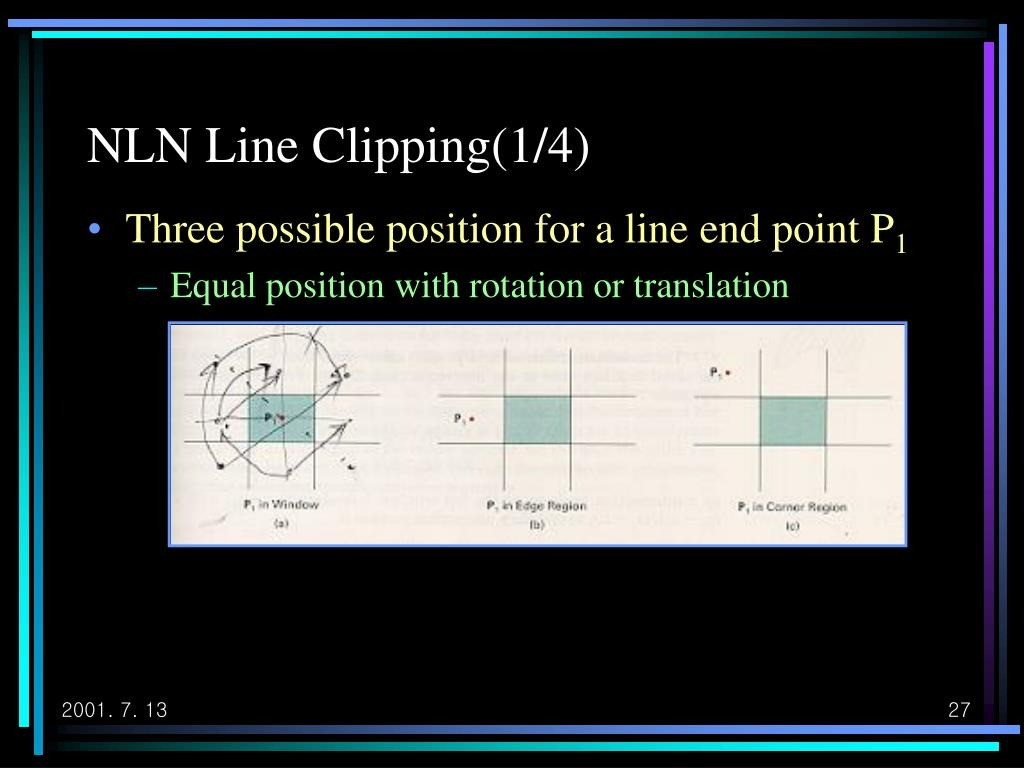 NLN Line Clipping(1/4)
• Three possible position for a line end point P1
– Equal position with rotation or translation
P1
P1
P1
P1 in Window
P1 in Edge Region
P1 in Corner Region
(a)
(b)
(c)
2001. 7. 13
27